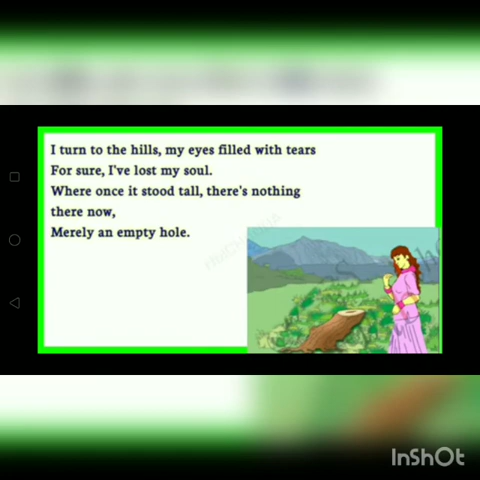 I turn to the hills, my eyes filled with tears
For sure, I've lost my soul.
Where once it stood tall, there's nothing
there now,
Merely an empty hole.
InShOt